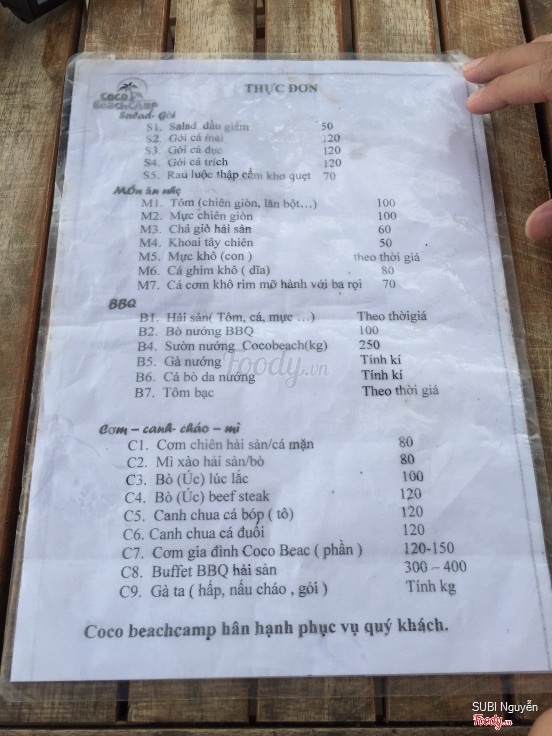 Coco
BeachCAMP
THỰC ĐƠN
Salad- Gỏi
S1. Salad dầu giấm 50
S2. Gỏi cá mai 120
S3. Gỏi cá đục 120
S4. Gỏi cá trích 120
S5. Rau luộc thập cẩm kho quẹt 70
Món ăn nhẹ
M1. Tôm (chiên giòn, lăn bột…) 100
M2. Mực chiên giòn 100
M3. Chả giò hải sản 60
M4. Khoai tây chiên 50
M5. Mực khô (con ) theo thời giá
M6. Cá ghim khô ( dĩa) 80
M7. Cá cơm khô rim mỡ hành với ba rọi 70
BBQ
B1. Hải sản( Tôm, cá, mực …) Theo thờigiá
B2. Bò nướng BBQ 100
B4. Sườn nướng Cocobeach(kg) 250
B5. Gà nướng Tính kí
B6. Cá bò da nướng Tính kí
B7. Tôm bạc Theo thời giá
foody.vn
Cơm – canh- cháo – mì
C1. Cơm chiên hải sản/cá mặn 80
C2. Mì xào hải sản/bò 80
C3. Bò (Úc) lúc lắc 100
C4. Bò (Úc) beef steak 120
C5. Canh chua cá bóp ( tô) 120
C6. Canh chua cá đuối 120
C7. Cơm gia đình Coco Beac ( phần ) 120-150
C8. Buffet BBQ hải sản 300 – 400
C9. Gà ta ( hấp, nấu cháo , gỏi ) Tính kg
Coco beachcamp hân hạnh phục vụ quý khách.
SUBI Nguyễn
Foody.vn